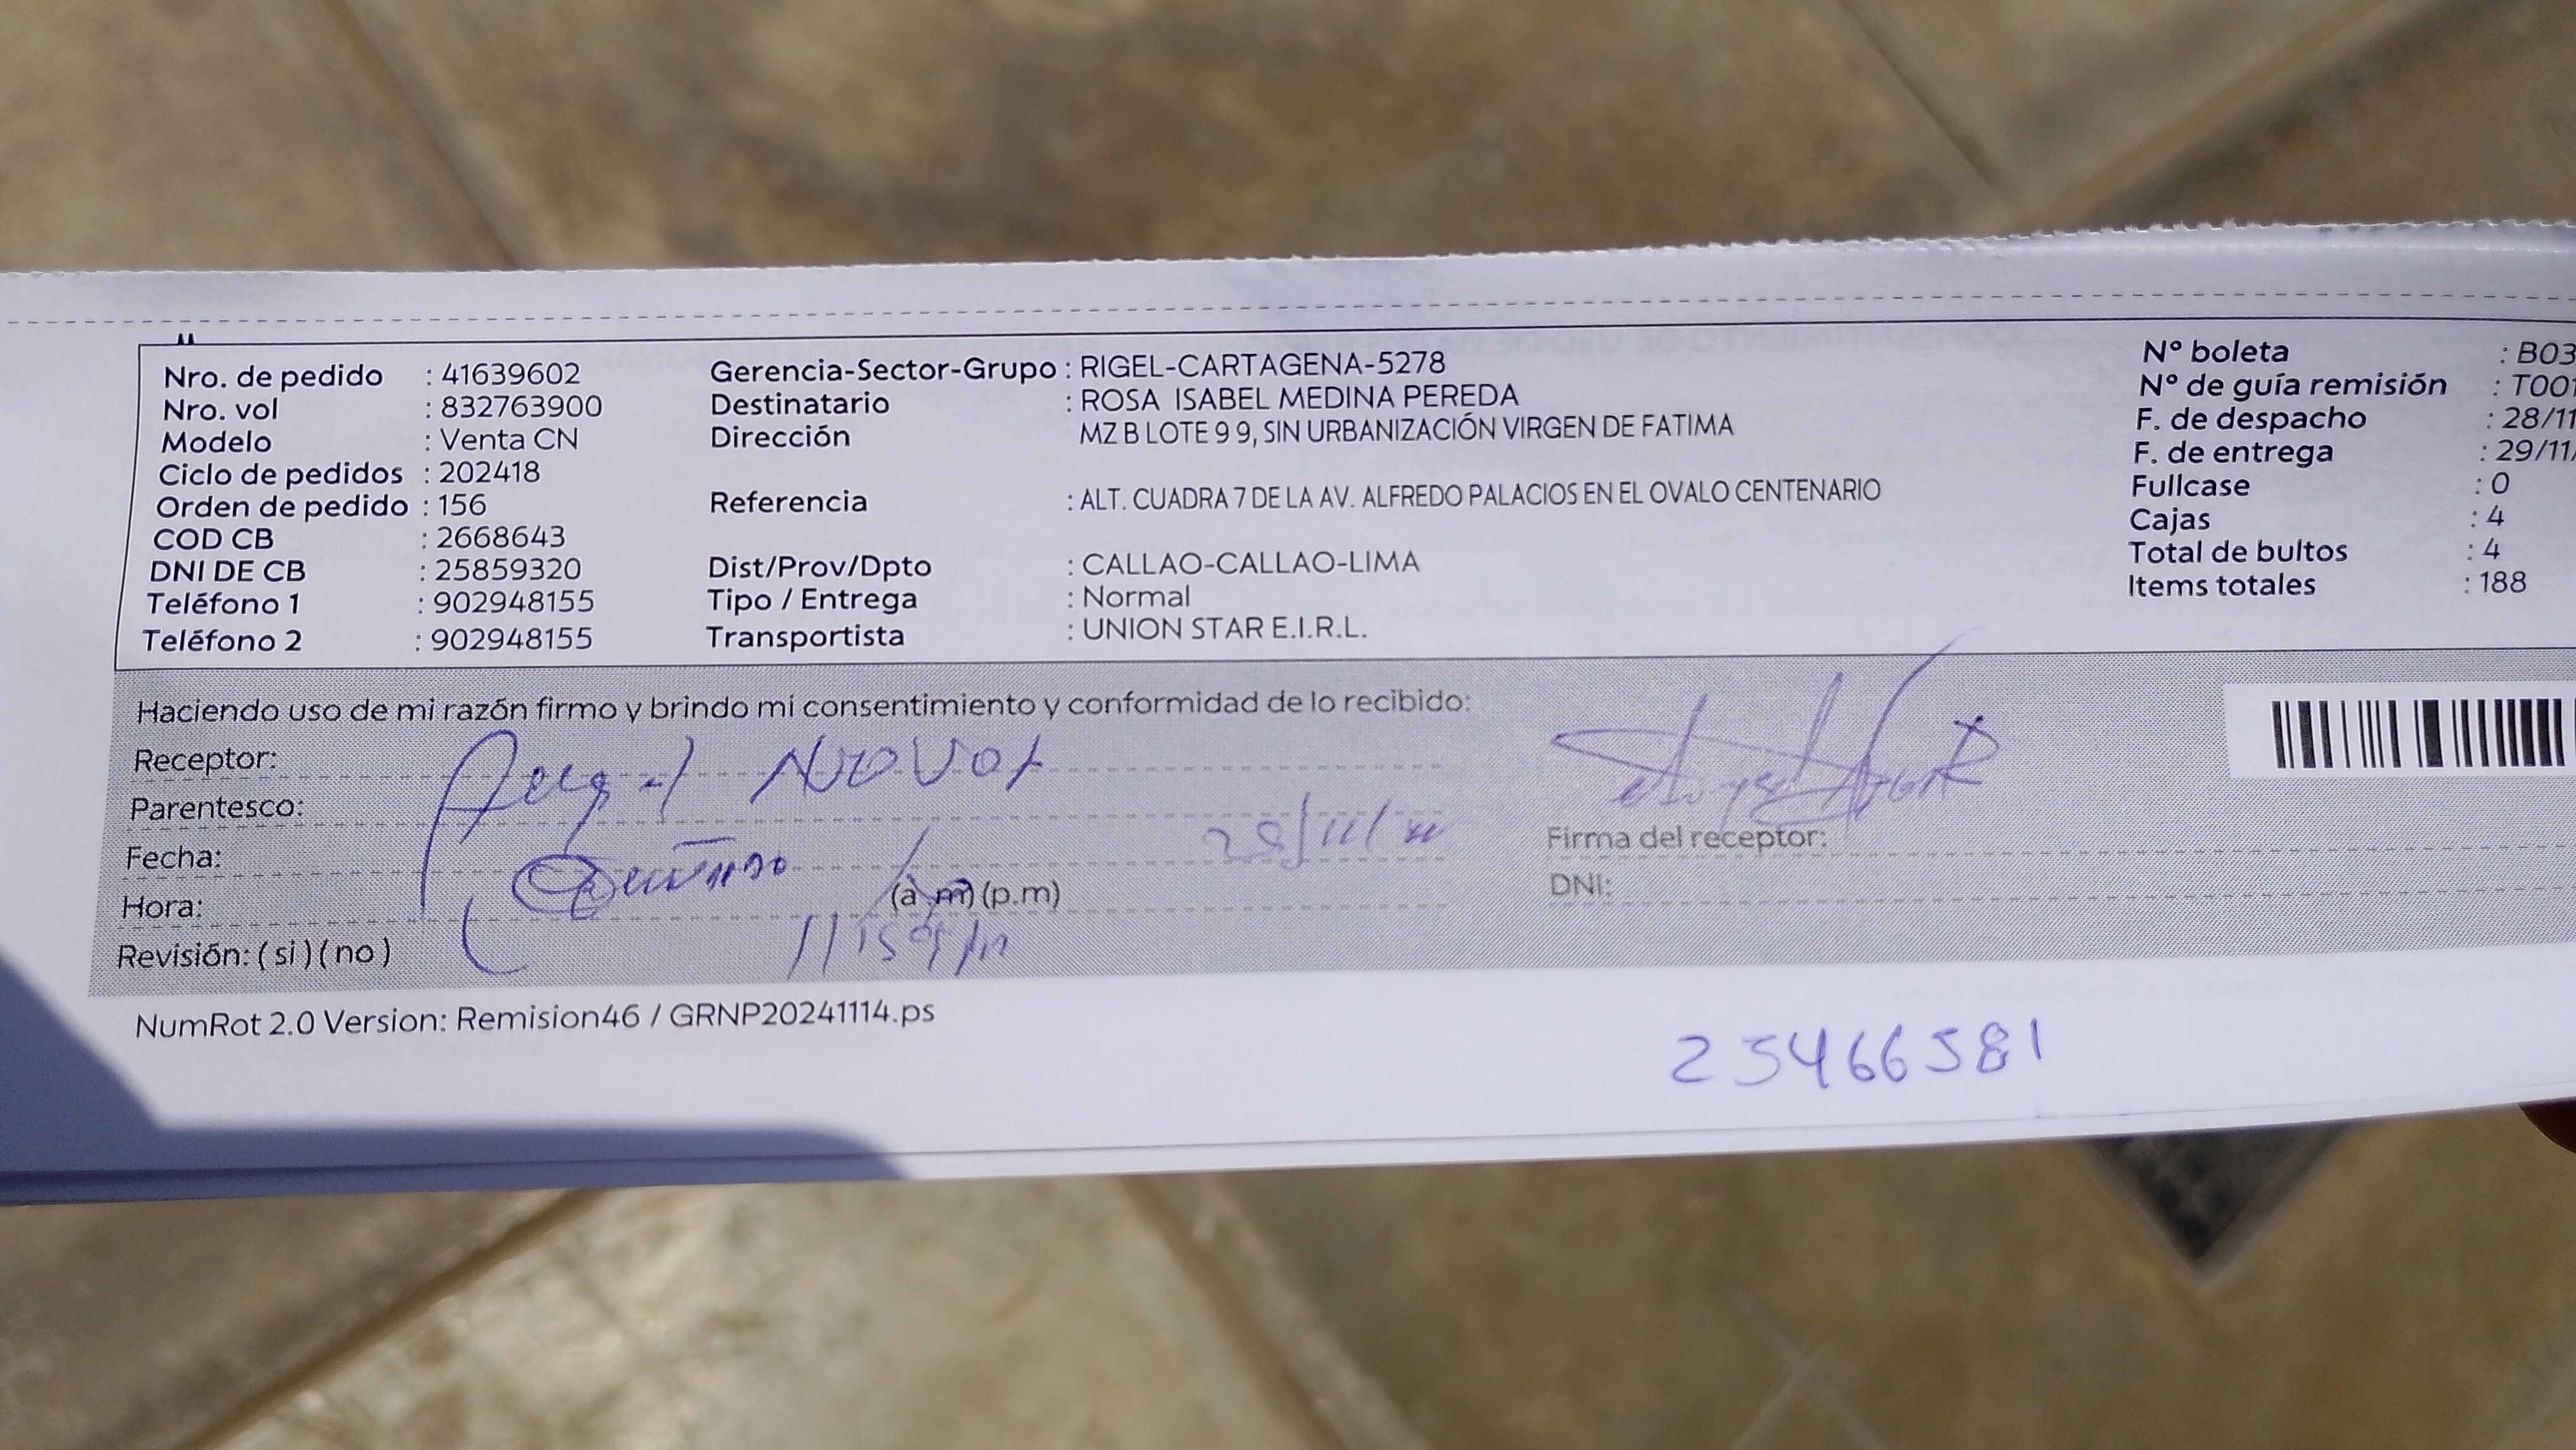 Nro. de pedido : 41639602
Nro. vol : 832763900
Modelo : Venta CN
Ciclo de pedidos : 202418
Orden de pedido : 156
COD CB : 2668643
DNI DE CB : 25859320
Teléfono 1 : 902948155
Teléfono 2 : 902948155
Gerencia-Sector-Grupo : RIGEL-CARTAGENA-5278
Destinatario : ROSA ISABEL MEDINA PEREDA
Dirección MZ B LOTE 9 9, SIN URBANIZACIÓN VIRGEN DE FATIMA
Referencia : ALT. CUADRA 7 DE LA AV. ALFREDO PALACIOS EN EL OVALO CENTENARIO
Dist/Prov/Dpto : CALLAO-CALLAO-LIMA
Tipo / Entrega : Normal
Transportista : UNION STAR E.I.R.L.
Nº boleta : B03
Nº de guía remisión : T001
F. de despacho : 28/11
F. de entrega : 29/11/
Fullcase : 0
Cajas : 4
Total de bultos : 4
Items totales : 188
Haciendo uso de mi razón firmo y brindo mi consentimiento y conformidad de lo recibido:
Receptor:
Parentesco:
Fecha:
Hora: (a m) (p.m)
Revisión: ( si ) ( no )
Firma del receptor:
DNI:
NumRot 2.0 Version: Remision46 / GRNP20241114.ps
25466581